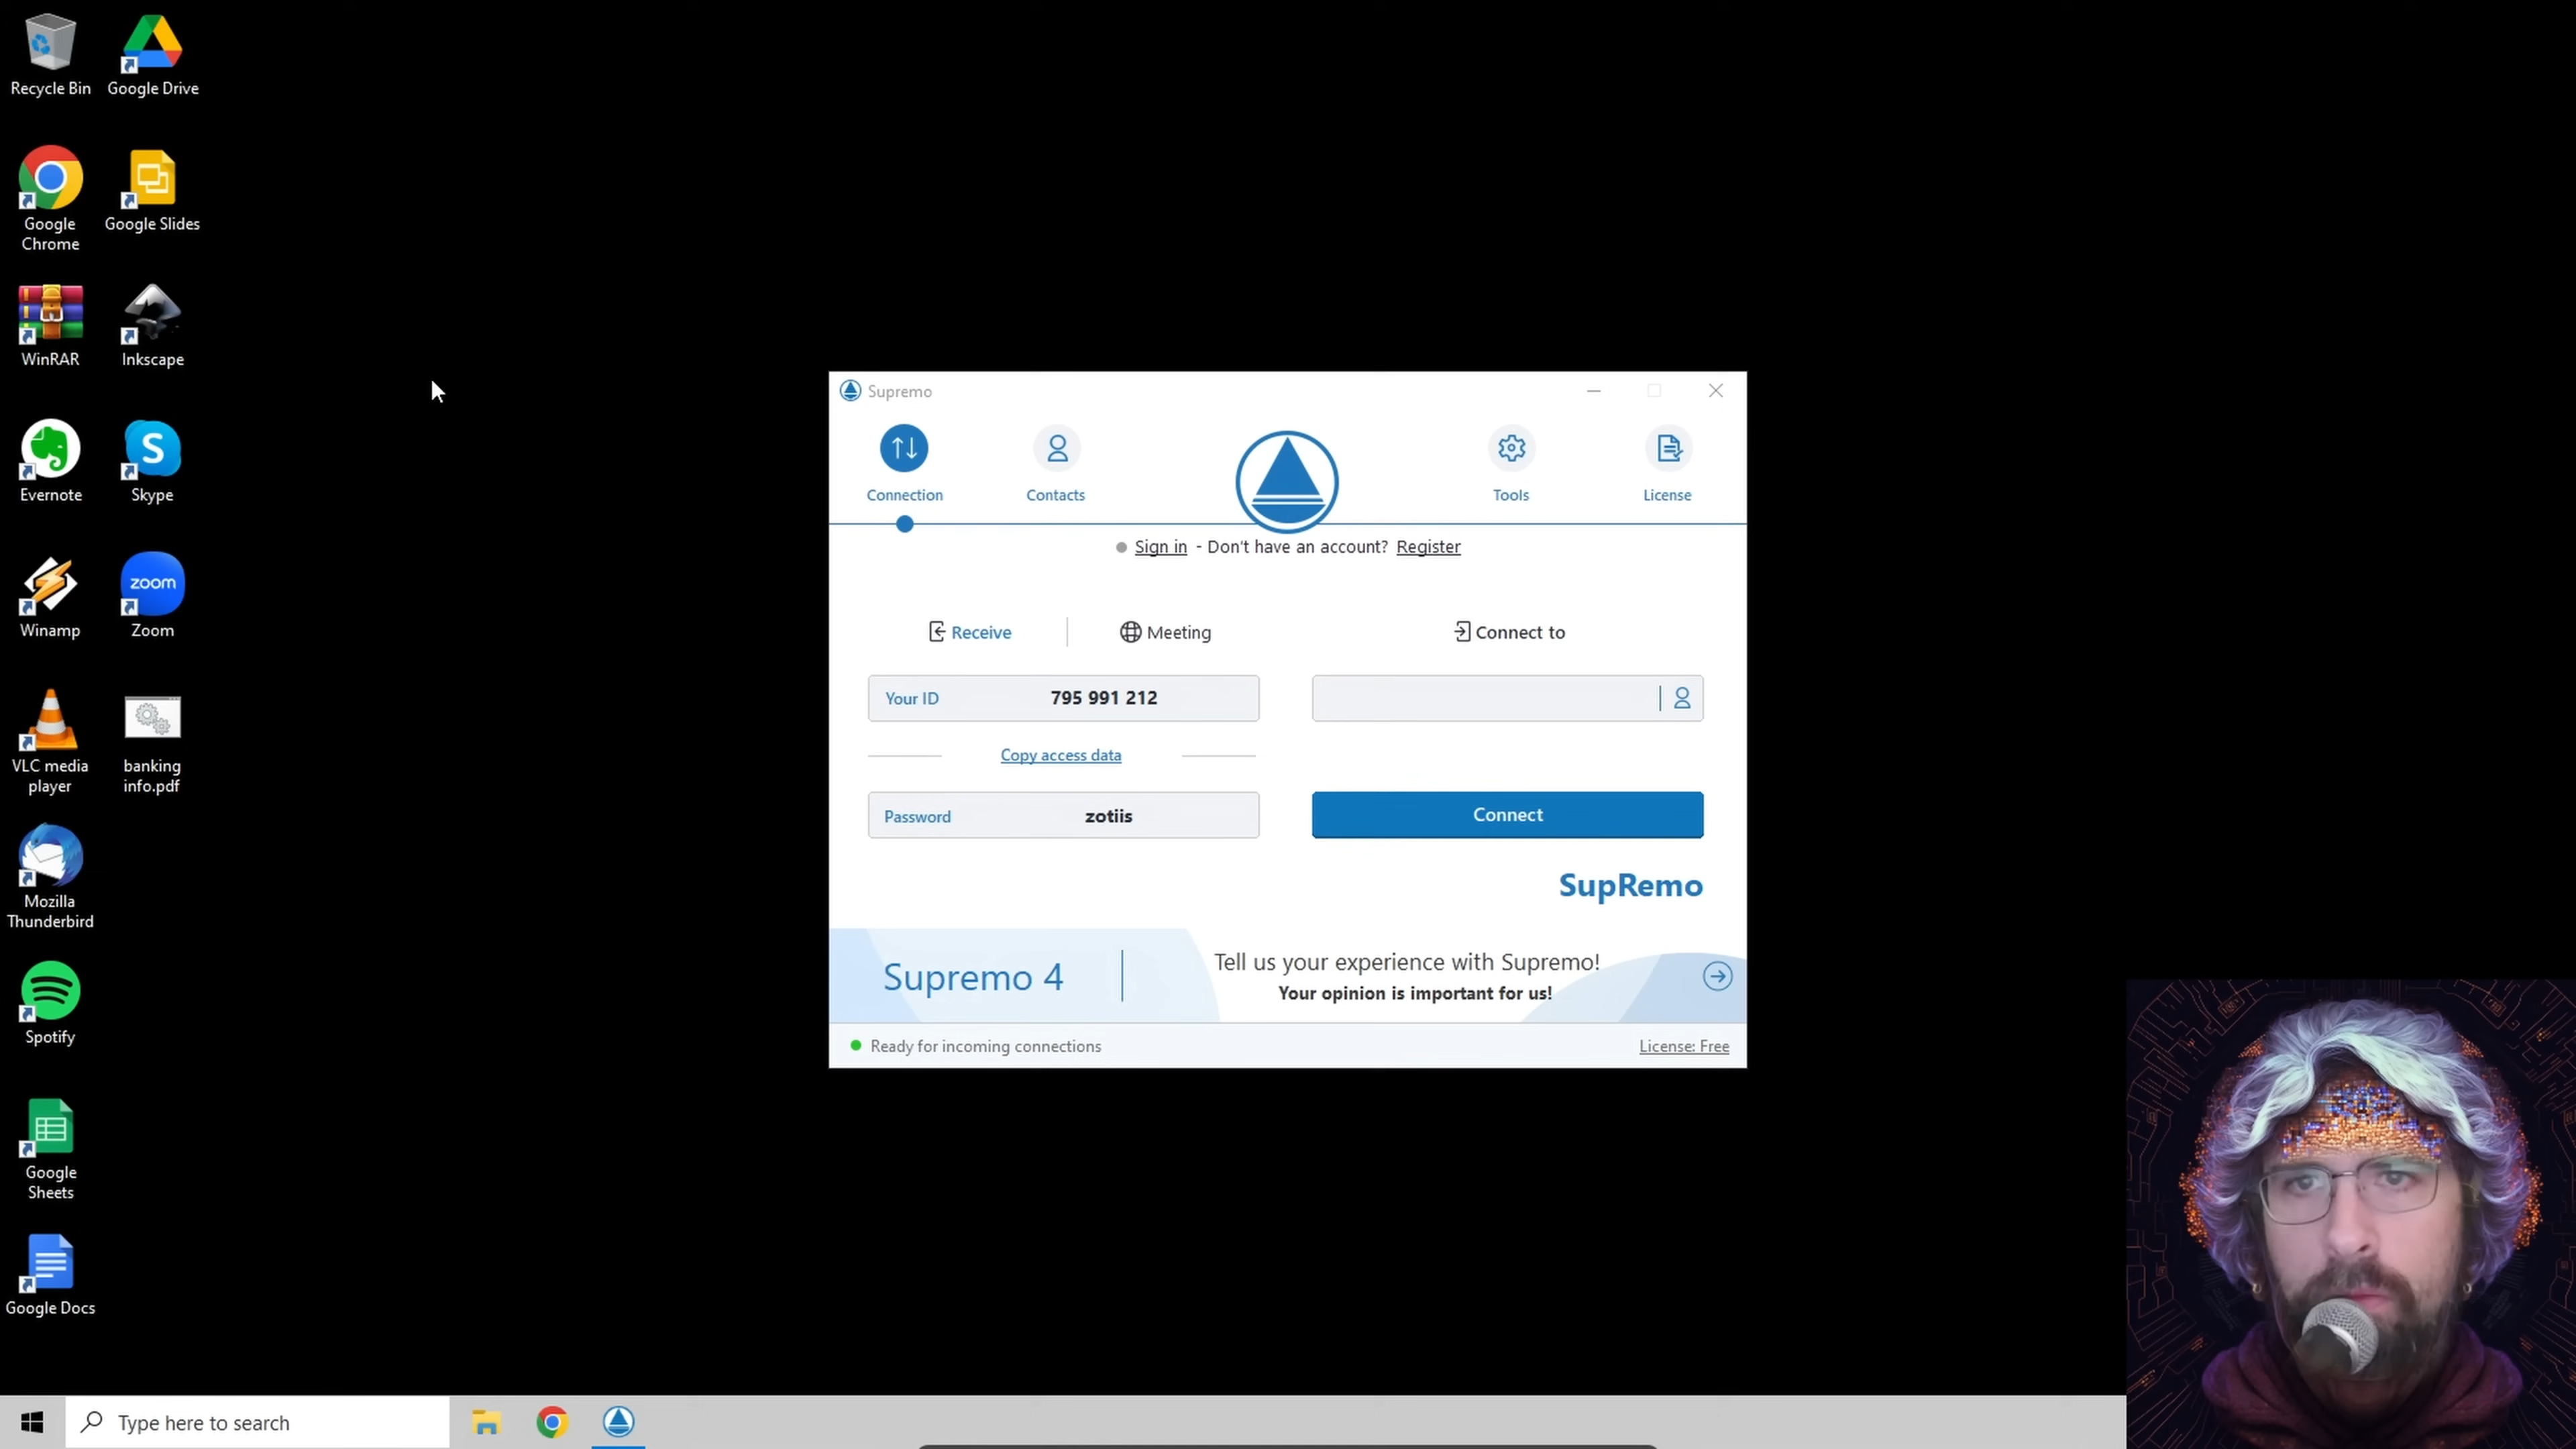 Recycle Bin
Google Drive
Google
Chrome
Google Slides
WinRAR
Inkscape
Evernote
Skype
Winamp
zoom
Zoom
VLC media
player
banking
info.pdf
Mozilla
Thunderbird
Spotify
Google
Sheets
Google Docs
Supremo
Connection
Contacts
Tools
License
Sign in - Don't have an account? Register
Receive
Meeting
Connect to
Your ID 795 991 212
Copy access data
Password zotiis
Connect
SupRemo
Supremo 4
Tell us your experience with Supremo!
Your opinion is important for us!
Ready for incoming connections
License: Free
Type here to search